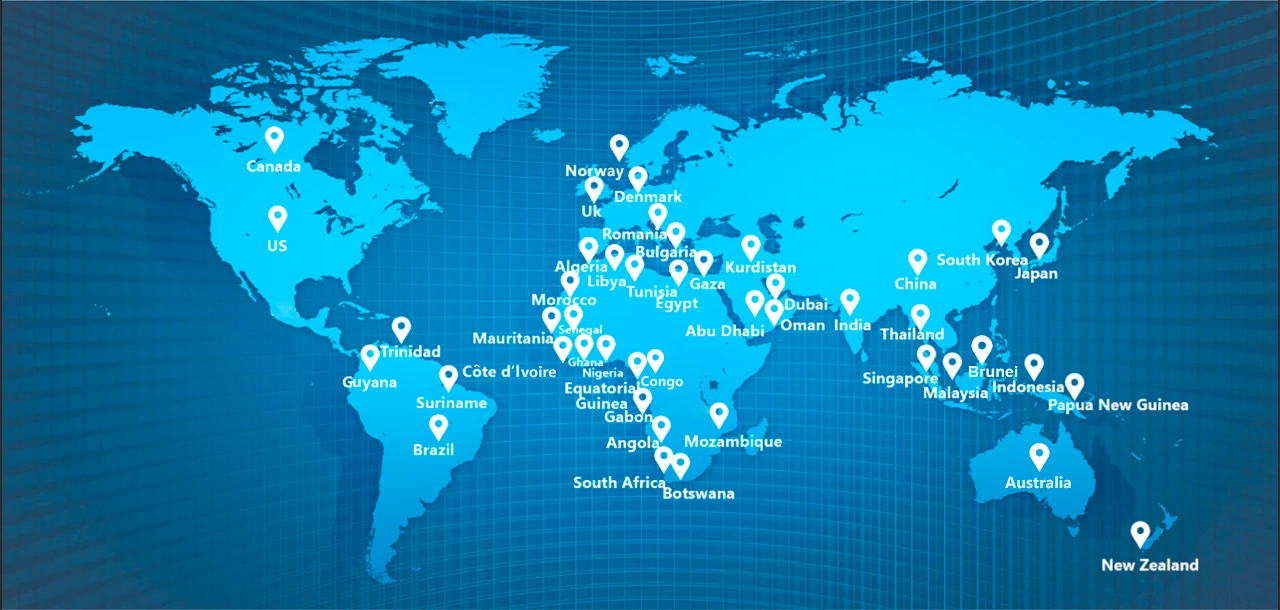 Canada
Norway
Denmark
Uk
Romania
US
Bulgaria
South Korea
Algeria
Kurdistan
Japan
Libya
Gaza
China
Tunisia
Morocco
Egypt
Dubai
Senegal
Abu Dhabi
Oman
India
Thailand
Mauritania
Trinidad
Ghana
Côte d'Ivoire
Nigeria
Brunei
Guyana
Congo
Singapore
Equatorial
Guinea
Indonesia
Malaysia
Suriname
Papua New Guinea
Gabon
Angola
Mozambique
Brazil
South Africa
Australia
Botswana
New Zealand